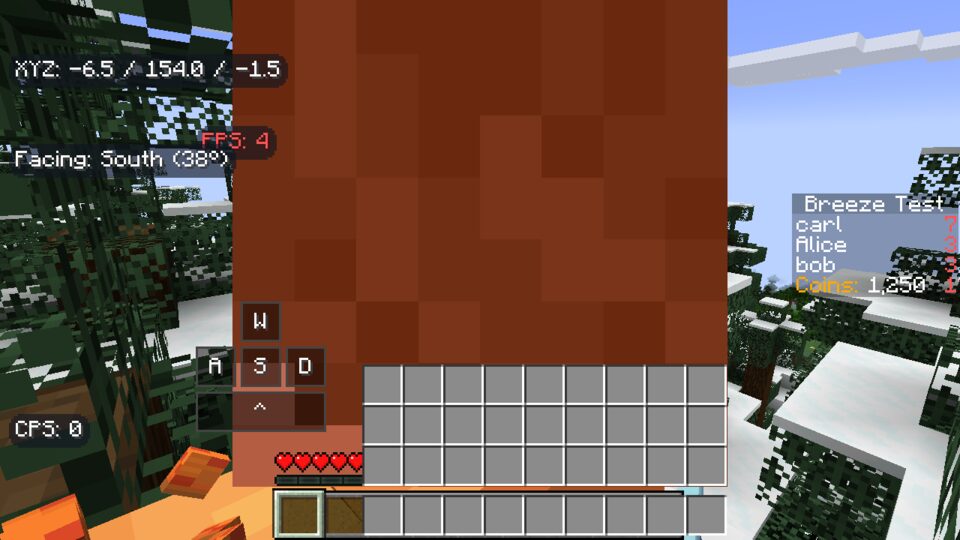 XYZ: -6.5 / 154.0 / -1.5
FPS: 4
Facing: South (38°)
Breeze Test
carl 7
Alice 3
bob 3
Coins: 1,250 1
W
A S D
^
CPS: 0